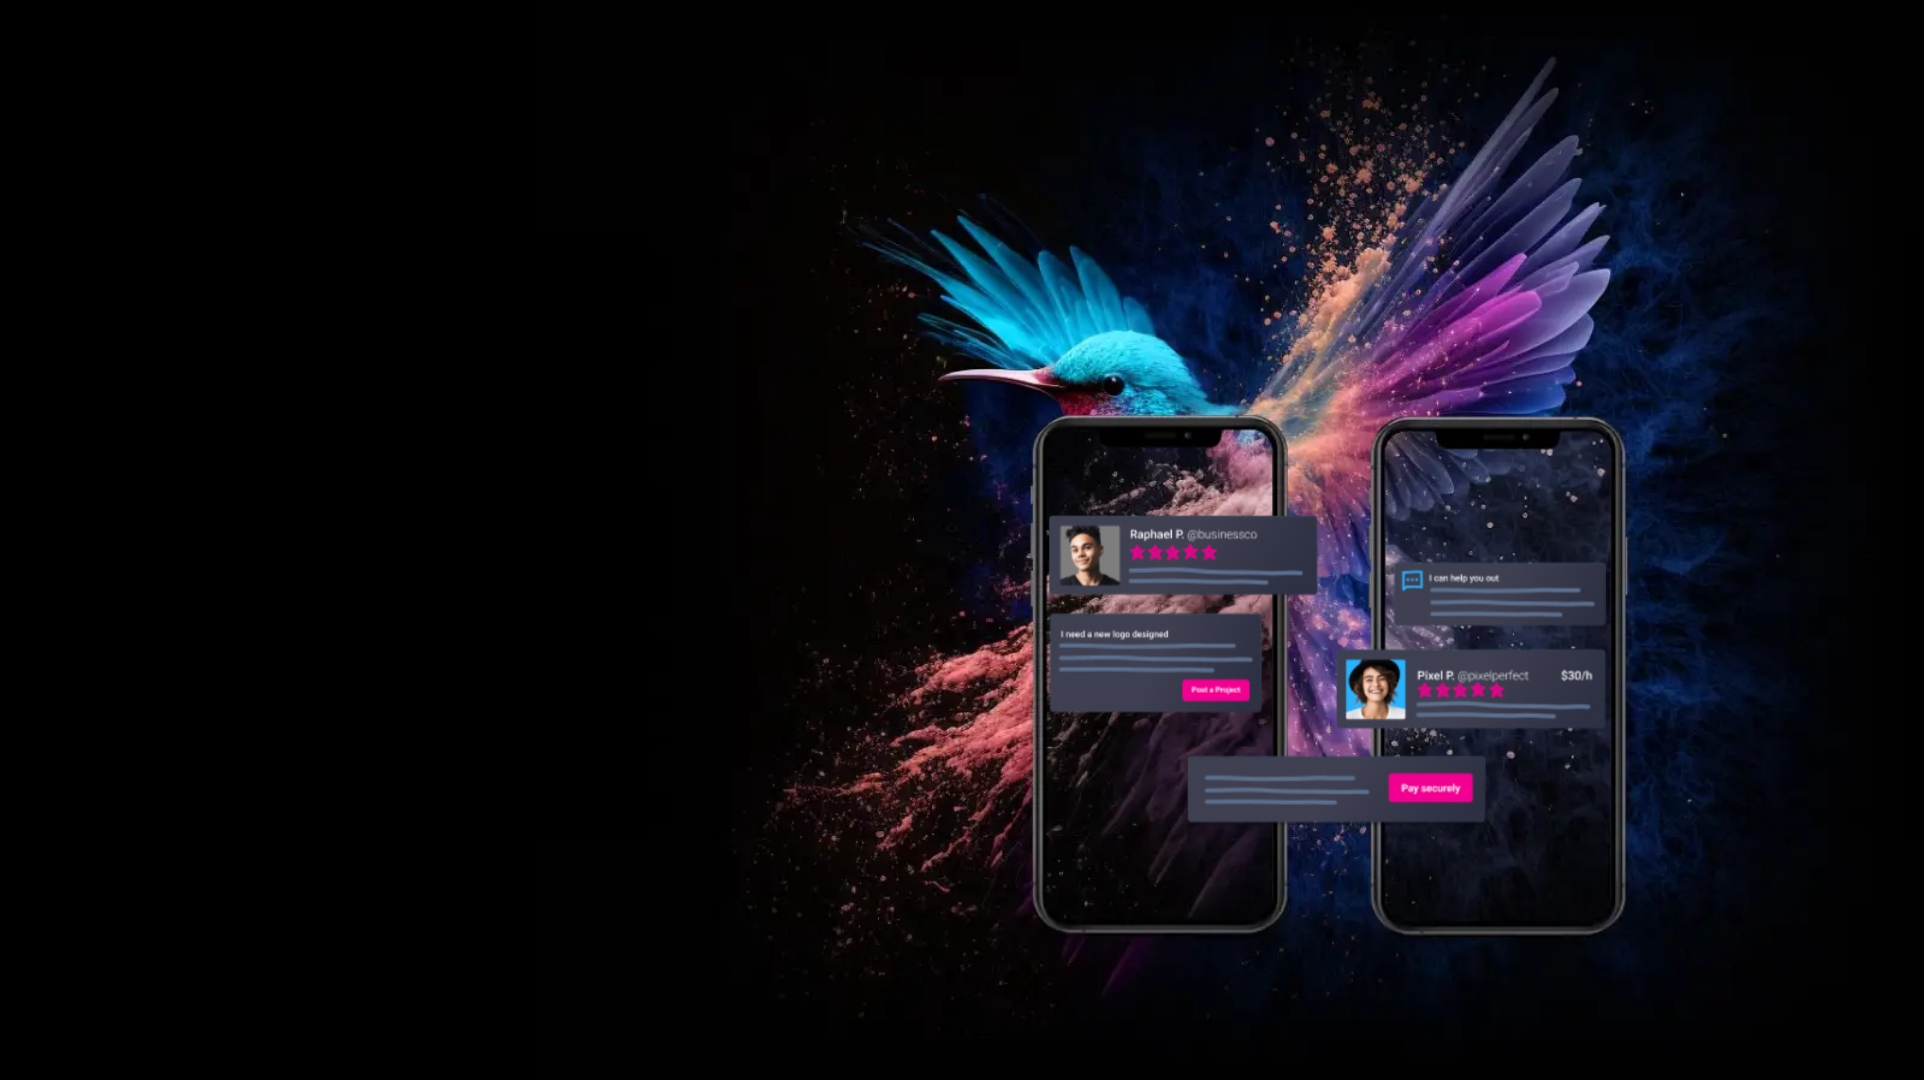 Raphael P. @businessco
I need a new logo designed
Post a Project
I can help you out
Pixel P. @pixelperfect $30/h
Pay securely